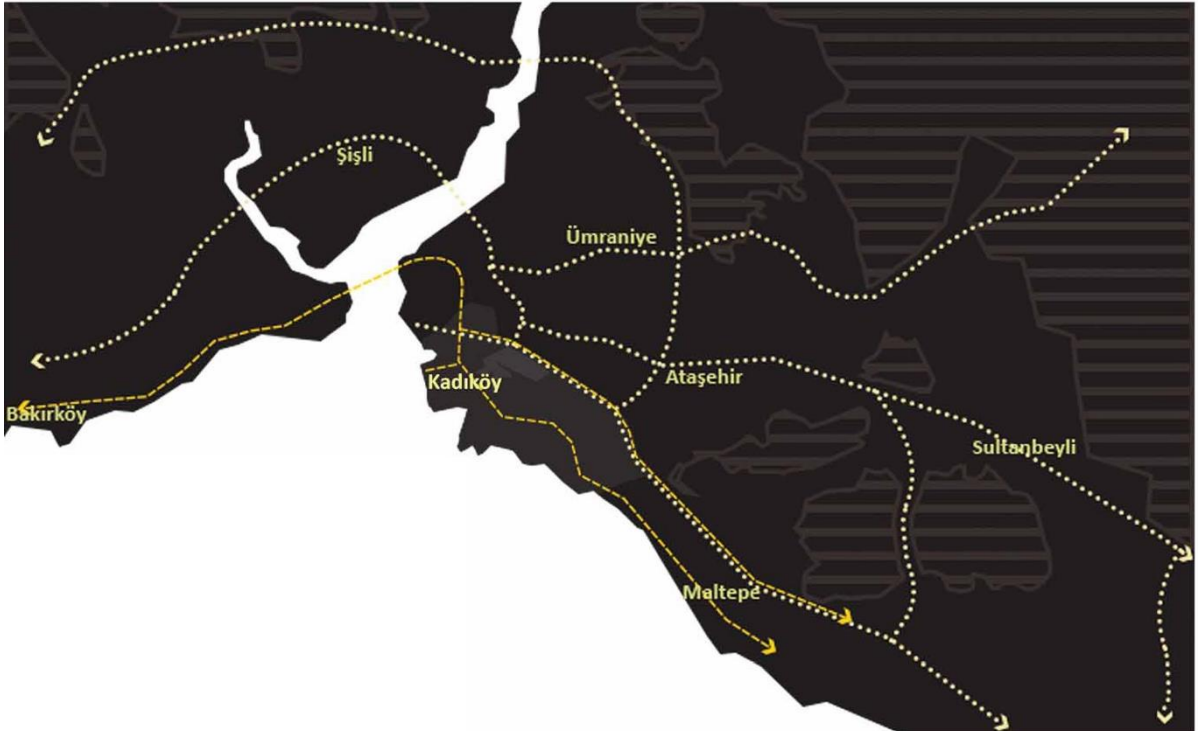 Şişli
Ümraniye
Ataşehir
Kadıköy
Bakırköy
Sultanbeyli
Maltepe